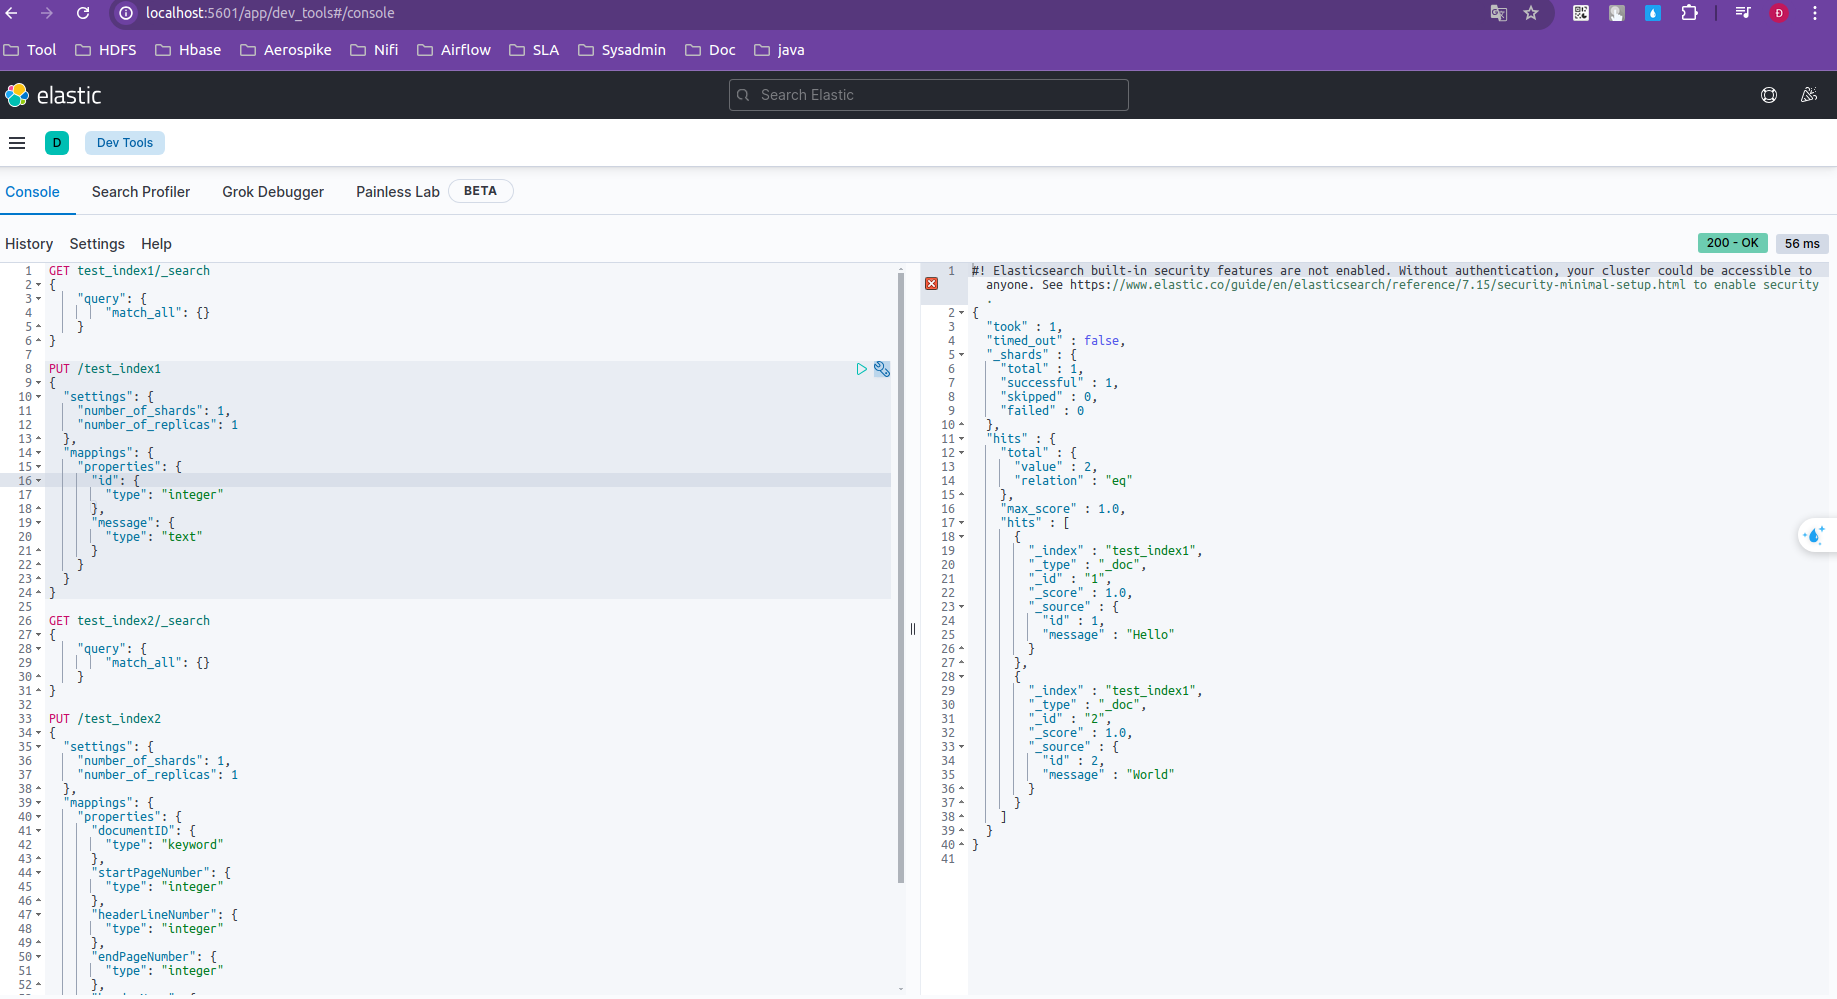 localhost:5601/app/dev_tools#/console
Đ
Tool HDFS Hbase Aerospike Nifi Airflow SLA Sysadmin Doc java
elastic
Search Elastic
D Dev Tools
Console Search Profiler Grok Debugger Painless Lab BETA
History Settings Help
200 - OK 56 ms
1 GET test_index1/_search
2 {
3 "query": {
4 "match_all": {}
5 }
6 }
7
8 PUT /test_index1
9 {
10 "settings": {
11 "number_of_shards": 1,
12 "number_of_replicas": 1
13 },
14 "mappings": {
15 "properties": {
16 "id": {
17 "type": "integer"
18 },
19 "message": {
20 "type": "text"
21 }
22 }
23 }
24 }
25
26 GET test_index2/_search
27 {
28 "query": {
29 "match_all": {}
30 }
31 }
32
33 PUT /test_index2
34 {
35 "settings": {
36 "number_of_shards": 1,
37 "number_of_replicas": 1
38 },
39 "mappings": {
40 "properties": {
41 "documentID": {
42 "type": "keyword"
43 },
44 "startPageNumber": {
45 "type": "integer"
46 },
47 "headerLineNumber": {
48 "type": "integer"
49 },
50 "endPageNumber": {
51 "type": "integer"
52 },
1 #! Elasticsearch built-in security features are not enabled. Without authentication, your cluster could be accessible to
anyone. See https://www.elastic.co/guide/en/elasticsearch/reference/7.15/security-minimal-setup.html to enable security
.
2 {
3 "took" : 1,
4 "timed_out" : false,
5 "_shards" : {
6 "total" : 1,
7 "successful" : 1,
8 "skipped" : 0,
9 "failed" : 0
10 },
11 "hits" : {
12 "total" : {
13 "value" : 2,
14 "relation" : "eq"
15 },
16 "max_score" : 1.0,
17 "hits" : [
18 {
19 "_index" : "test_index1",
20 "_type" : "_doc",
21 "_id" : "1",
22 "_score" : 1.0,
23 "_source" : {
24 "id" : 1,
25 "message" : "Hello"
26 }
27 },
28 {
29 "_index" : "test_index1",
30 "_type" : "_doc",
31 "_id" : "2",
32 "_score" : 1.0,
33 "_source" : {
34 "id" : 2,
35 "message" : "World"
36 }
37 }
38 ]
39 }
40 }
41